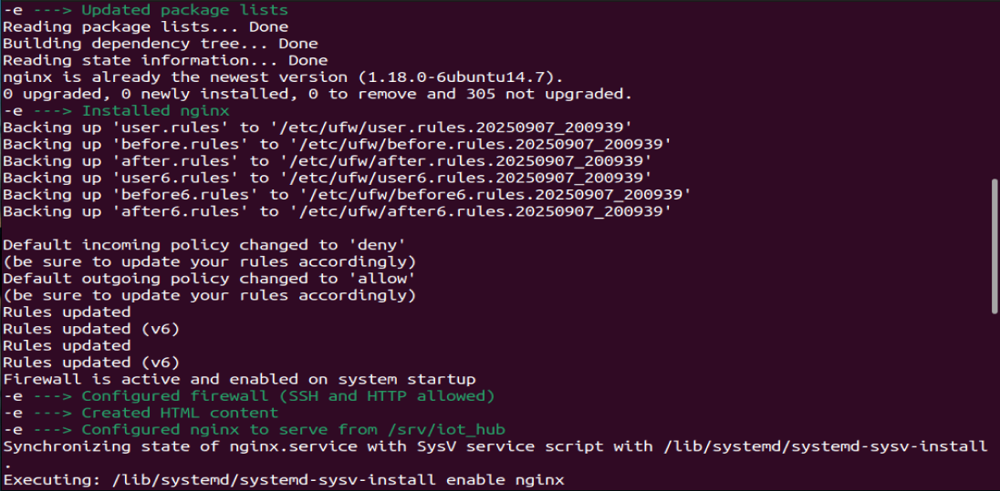 -e ---> Updated package lists
Reading package lists... Done
Building dependency tree... Done
Reading state information... Done
nginx is already the newest version (1.18.0-6ubuntu14.7).
0 upgraded, 0 newly installed, 0 to remove and 305 not upgraded.
-e ---> Installed nginx
Backing up 'user.rules' to '/etc/ufw/user.rules.20250907_200939'
Backing up 'before.rules' to '/etc/ufw/before.rules.20250907_200939'
Backing up 'after.rules' to '/etc/ufw/after.rules.20250907_200939'
Backing up 'user6.rules' to '/etc/ufw/user6.rules.20250907_200939'
Backing up 'before6.rules' to '/etc/ufw/before6.rules.20250907_200939'
Backing up 'after6.rules' to '/etc/ufw/after6.rules.20250907_200939'
Default incoming policy changed to 'deny'
(be sure to update your rules accordingly)
Default outgoing policy changed to 'allow'
(be sure to update your rules accordingly)
Rules updated
Rules updated (v6)
Rules updated
Rules updated (v6)
Firewall is active and enabled on system startup
-e ---> Configured firewall (SSH and HTTP allowed)
-e ---> Created HTML content
-e ---> Configured nginx to serve from /srv/iot_hub
Synchronizing state of nginx.service with SysV service script with /lib/systemd/systemd-sysv-install
.
Executing: /lib/systemd/systemd-sysv-install enable nginx